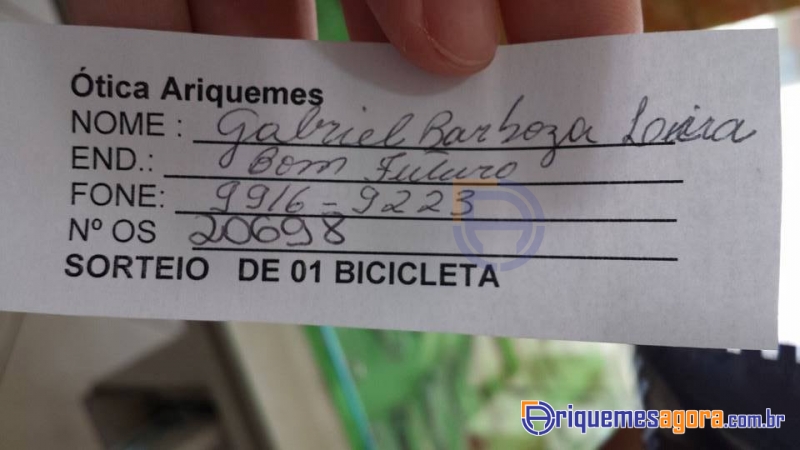 Ótica Ariquemes
NOME : Gabriel Barboza
END.: Bom Futuro
FONE: 9916-9223
Nº OS 20698
SORTEIO DE 01 BICICLETA
Ariquemesagora.com.br